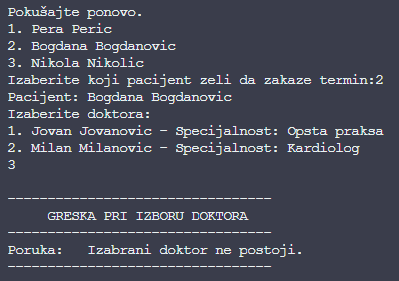 Pokušajte ponovo.
1. Pera Peric
2. Bogdana Bogdanovic
3. Nikola Nikolic
Izaberite koji pacijent zeli da zakaze termin:2
Pacijent: Bogdana Bogdanovic
Izaberite doktora:
1. Jovan Jovanovic - Specijalnost: Opsta praksa
2. Milan Milanovic - Specijalnost: Kardiolog
3
---------------------------------
GRESKA PRI IZBORU DOKTORA
---------------------------------
Poruka: Izabrani doktor ne postoji.
---------------------------------